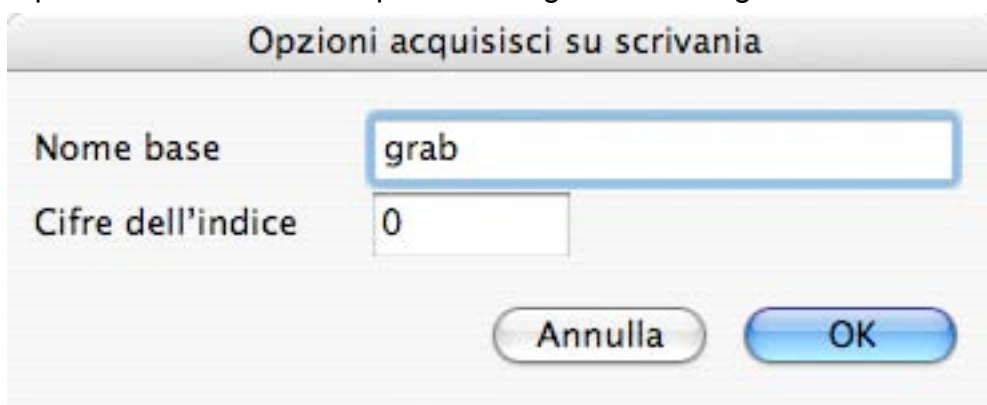 Opzioni acquisisci su scrivania
Nome base grab
Cifre dell'indice 0
Annulla OK